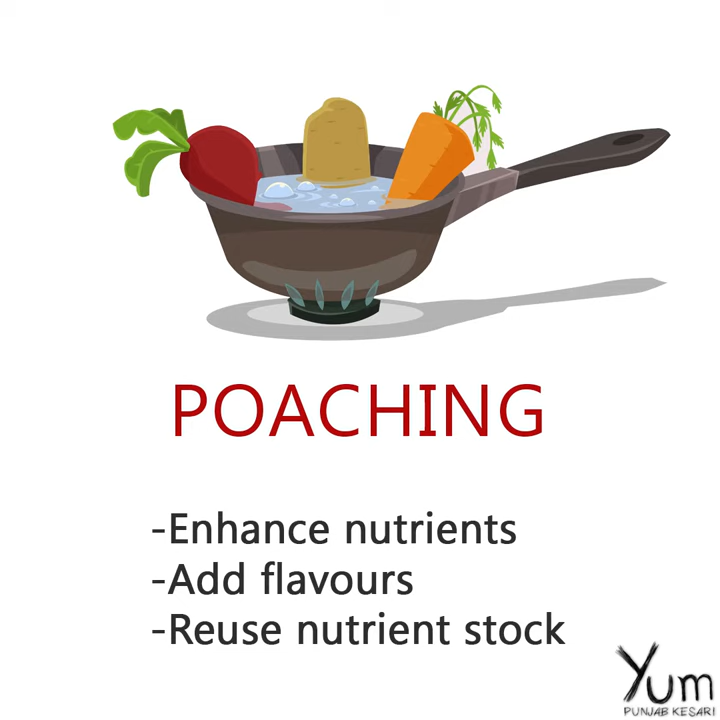 POACHING
-Enhance nutrients
-Add flavours
-Reuse nutrient stock
Yum
PUNJAB KESARI